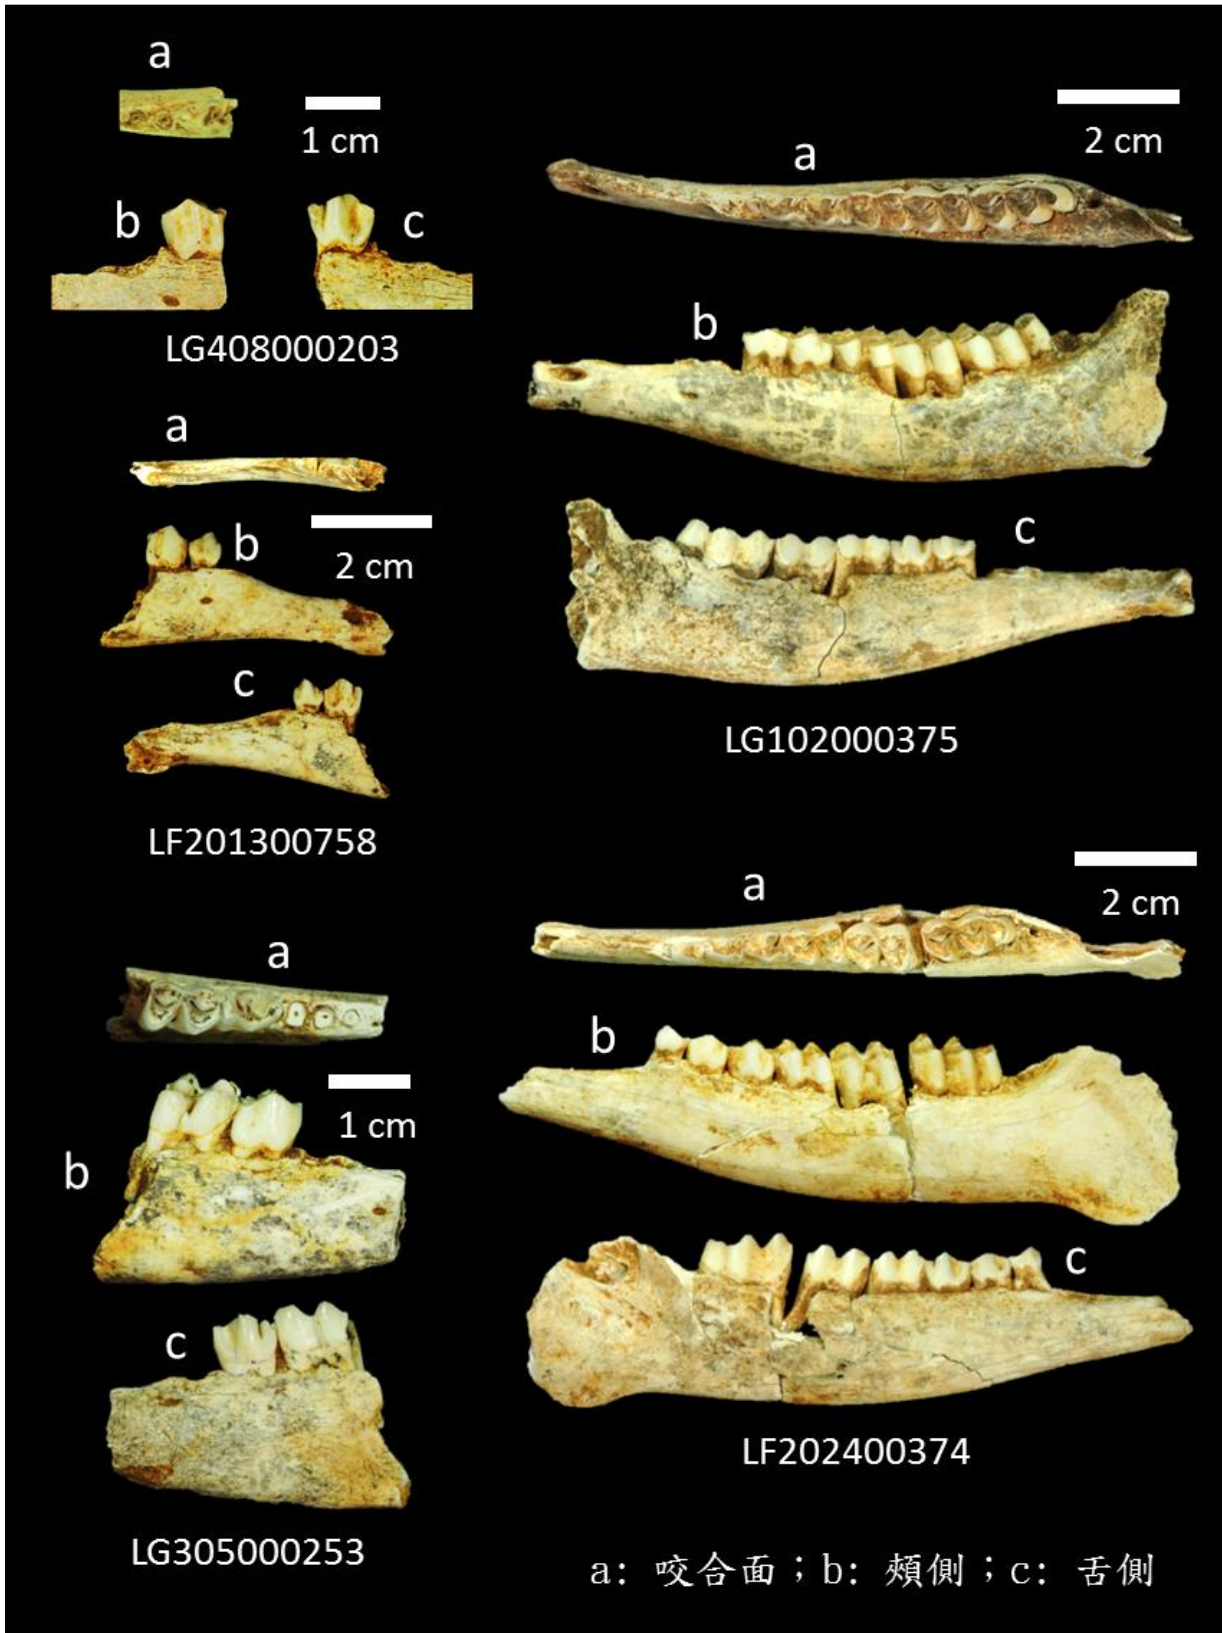 a
1 cm
b
c
LG408000203
a
2 cm
b
c
LF201300758
a
1 cm
b
c
LG305000253
2 cm
a
b
c
LG102000375
2 cm
a
b
c
LF202400374
a: 咬合面；b: 頰側；c: 舌側